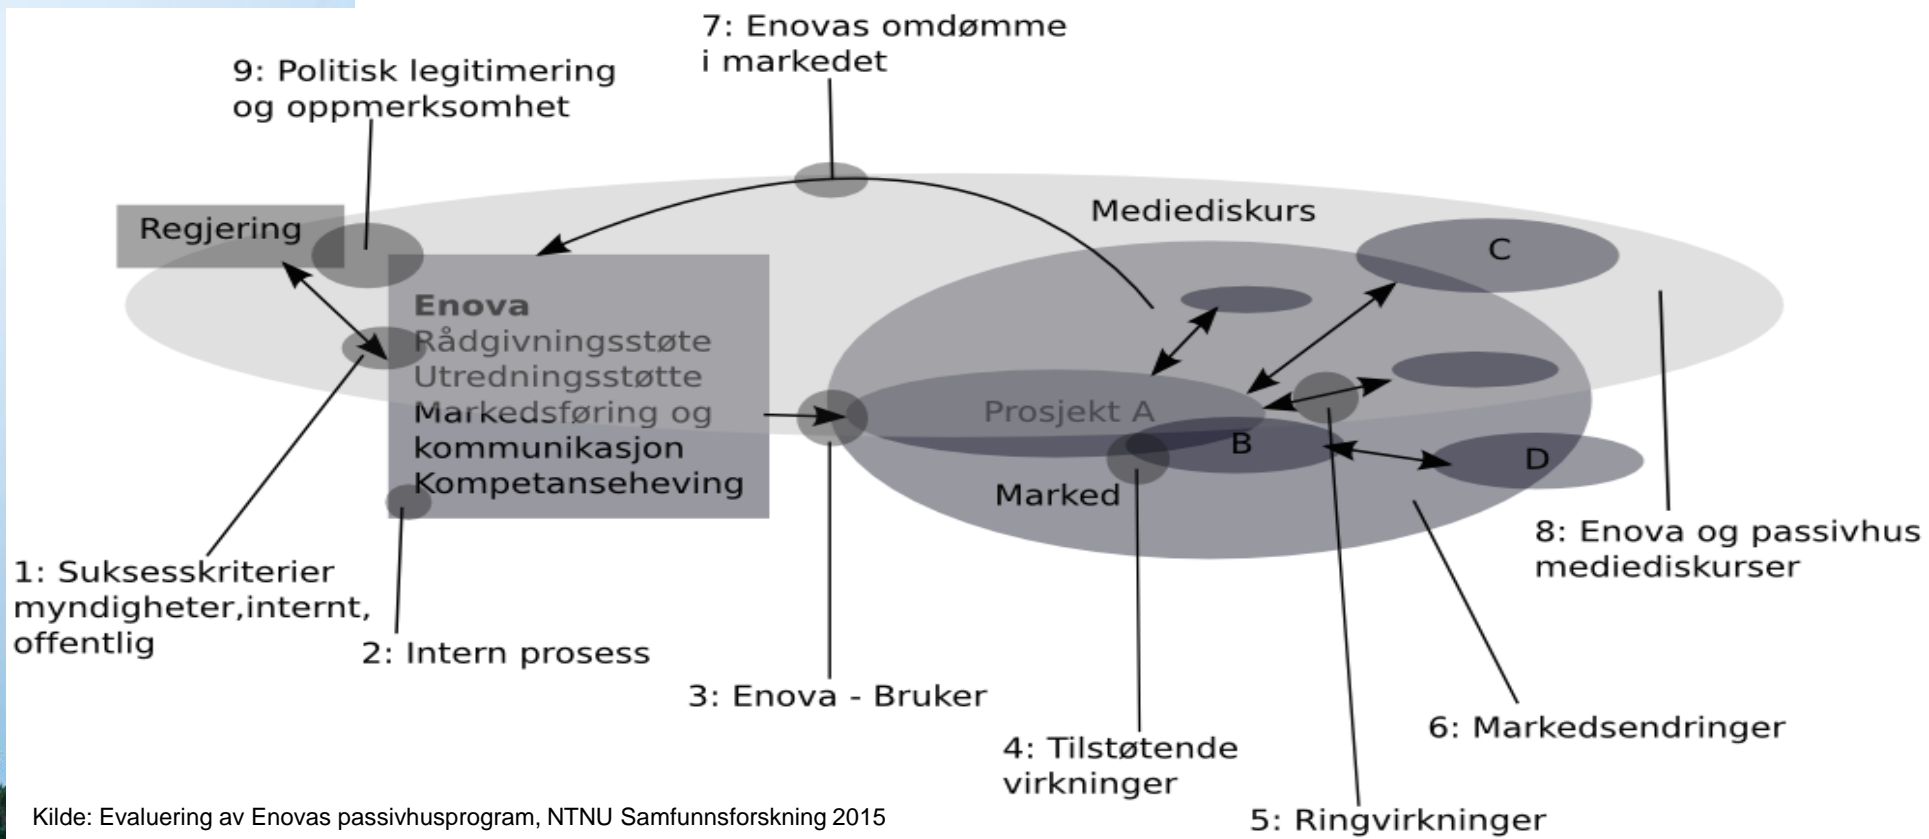 7: Enovas omdømme
i markedet
9: Politisk legitimering
og oppmerksomhet
Regjering
Mediediskurs
C
Enova
Rådgivningsstøte
Utredningsstøtte
Markedsføring og
kommunikasjon
Kompetanseheving
Prosjekt A
B
D
Marked
8: Enova og passivhus
mediediskurser
1: Suksesskriterier
myndigheter,internt,
offentlig
2: Intern prosess
3: Enova - Bruker
6: Markedsendringer
4: Tilstøtende
virkninger
5: Ringvirkninger
Kilde: Evaluering av Enovas passivhusprogram, NTNU Samfunnsforskning 2015